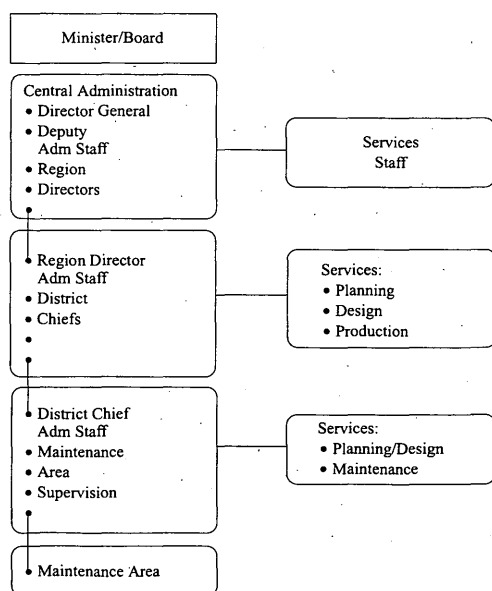 Minister/Board
Central Administration
• Director General
• Deputy
Adm Staff
• Region
• Directors
•
Services
Staff
• Region Director
Adm Staff
• District
• Chiefs
•
•
Services:
• Planning
• Design
• Production
• District Chief
Adm Staff
• Maintenance
• Area
• Supervision
•
Services:
• Planning/Design
• Maintenance
• Maintenance Area